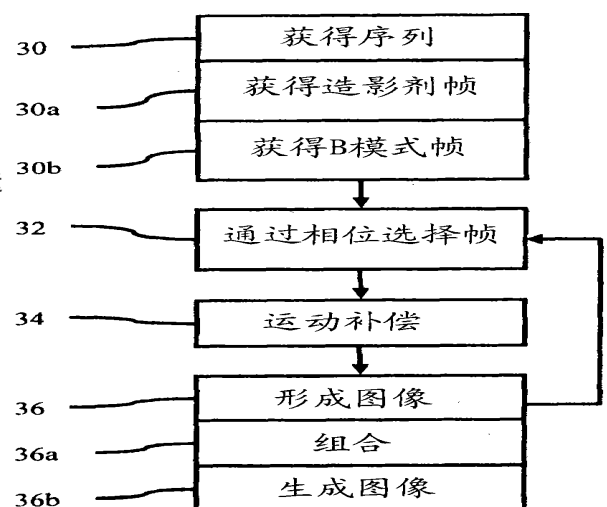 30 获得序列
30a 获得造影剂帧
30b 获得B模式帧
32 通过相位选择帧
34 运动补偿
36 形成图像
36a 组合
36b 生成图像